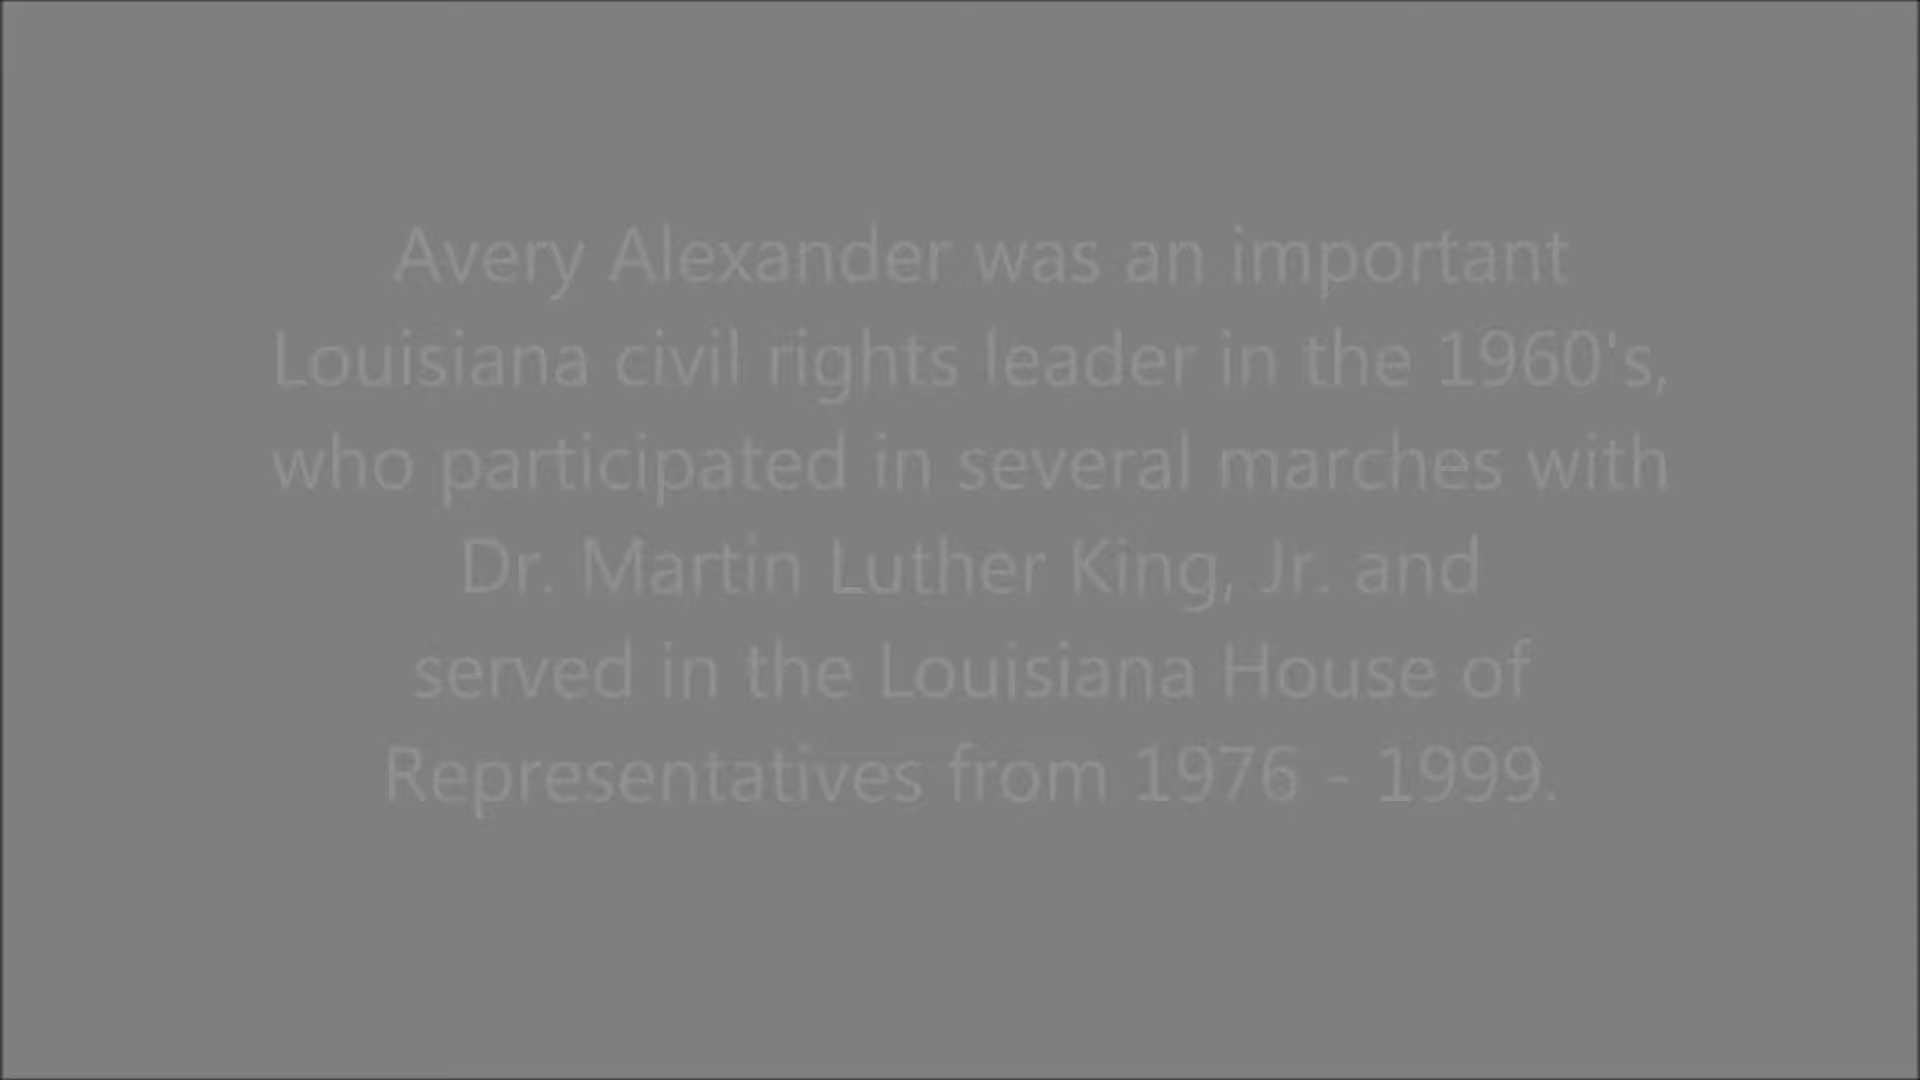 Avery Alexander was an important
Louisiana civil rights leader in the 1960's,
who participated in several marches with
Dr. Martin Luther King, Jr. and
served in the Louisiana House of
Representatives from 1976 - 1999.